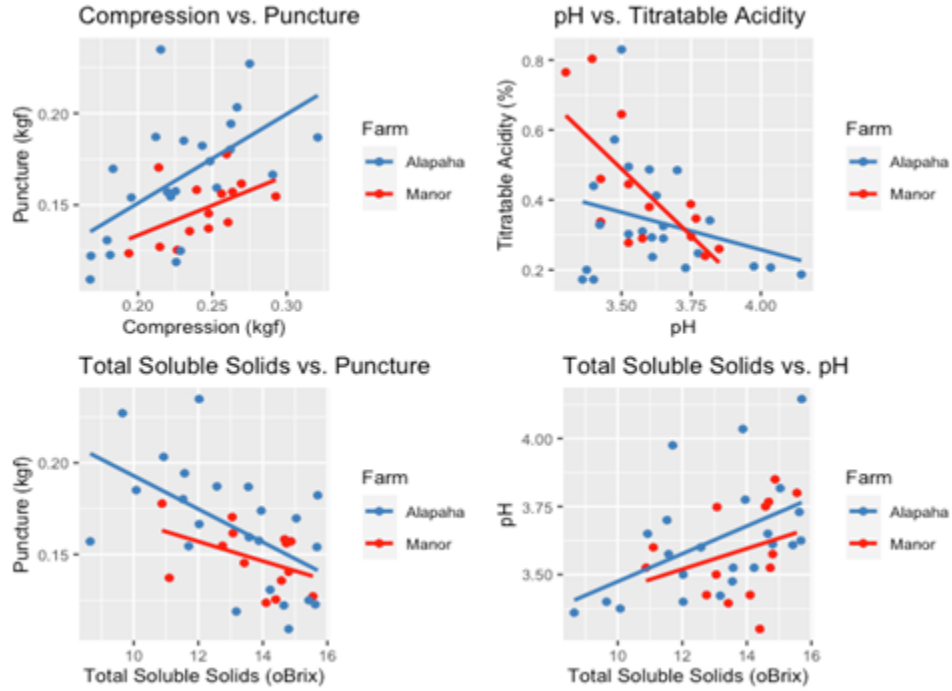 Compression vs. Puncture
Puncture (kgf)
0.20
0.15
0.20
0.25
0.30
Compression (kgf)
Farm
Alapaha
Manor
pH vs. Titratable Acidity
Titratable Acidity (%)
0.8
0.6
0.4
0.2
3.50
3.75
4.00
pH
Farm
Alapaha
Manor
Total Soluble Solids vs. Puncture
Puncture (kgf)
0.20
0.15
10
12
14
16
Total Soluble Solids (oBrix)
Farm
Alapaha
Manor
Total Soluble Solids vs. pH
pH
4.00
3.75
3.50
10
12
14
16
Total Soluble Solids (oBrix)
Farm
Alapaha
Manor